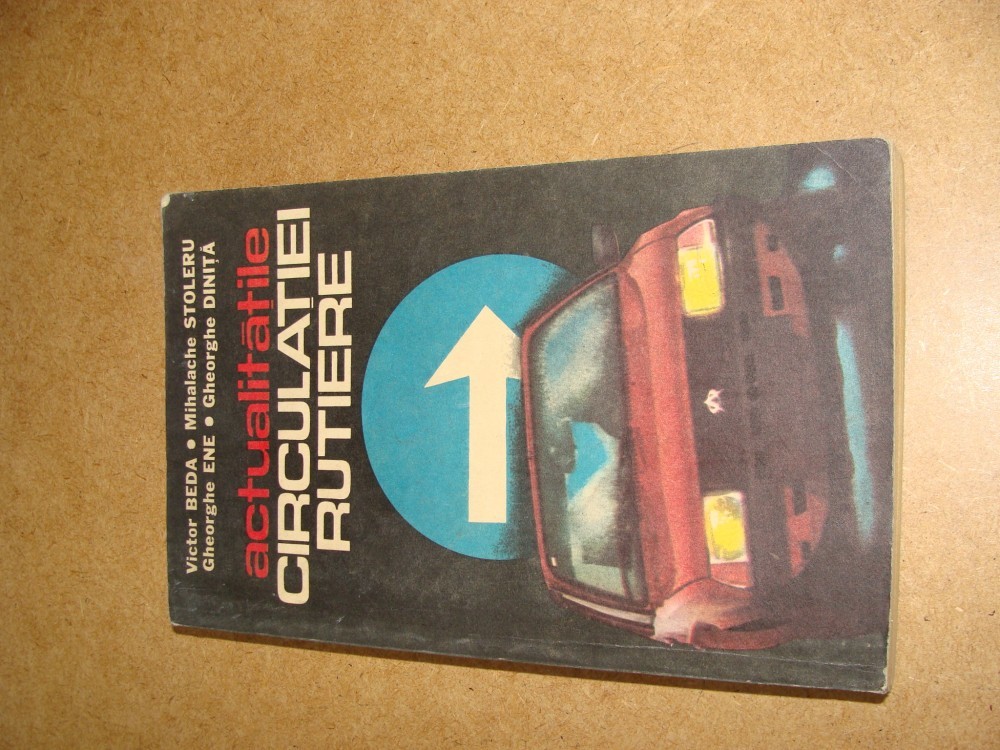 Victor BEDA • Mihalache STOLERU
Gheorghe ENE • Gheorghe DINIȚĂ
actualitățile
CIRCULAȚIEI
RUTIERE